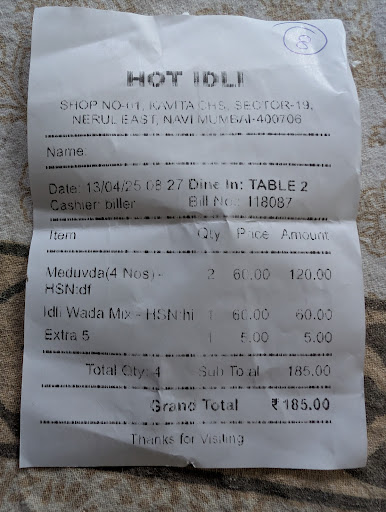 8
HOT IDLI
SHOP NO-01, KAVITA CHS, SECTOR-19,
NERUL EAST, NAVI MUMBAI-400706
Name:
Date: 13/04/25 08:27 Dine In: TABLE 2
Cashier: biller Bill No.: 118087
Item Qty. Price Amount
Meduvda(4 Nos) - 2 60.00 120.00
HSN:df
Idli Wada Mix - HSN:hi 1 60.00 60.00
Extra 5 1 5.00 5.00
Total Qty: 4 Sub Total 185.00
Grand Total ₹185.00
Thanks for Visiting